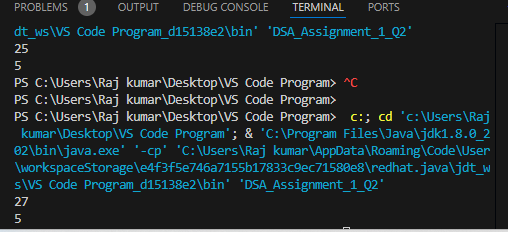 PROBLEMS 1 OUTPUT DEBUG CONSOLE TERMINAL PORTS
dt_ws\VS Code Program_d15138e2\bin' 'DSA_Assignment_1_Q2'
25
5
PS C:\Users\Raj kumar\Desktop\VS Code Program> ^C
PS C:\Users\Raj kumar\Desktop\VS Code Program>
PS C:\Users\Raj kumar\Desktop\VS Code Program>  c:; cd 'c:\Users\Raj
 kumar\Desktop\VS Code Program'; & 'C:\Program Files\Java\jdk1.8.0_2
02\bin\java.exe' '-cp' 'C:\Users\Raj kumar\AppData\Roaming\Code\User
\workspaceStorage\e4f3f5e746a7155b17833c9ec71580e8\redhat.java\jdt_w
s\VS Code Program_d15138e2\bin' 'DSA_Assignment_1_Q2'
27
5